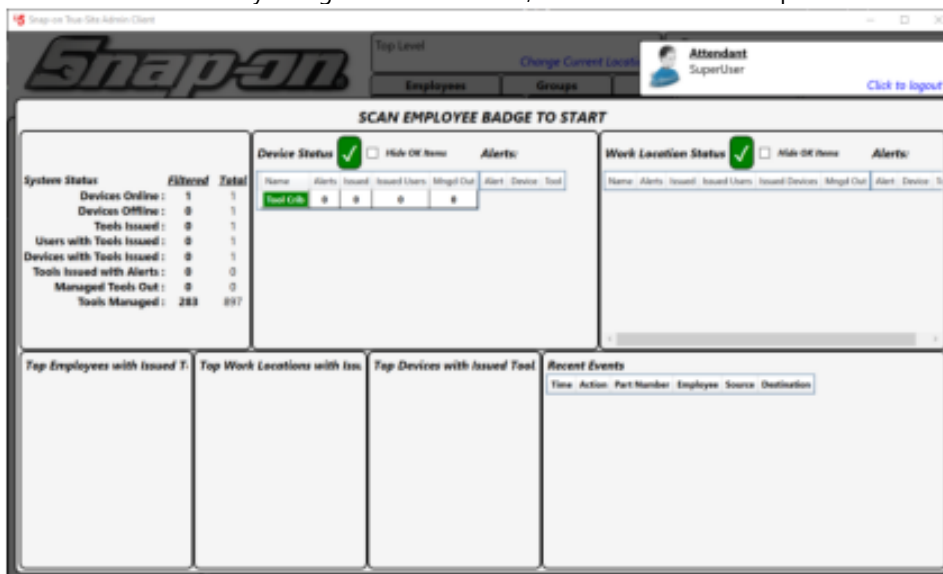 Snap-on True-Site Admin Client
Snap-on
Top Level
Change Current Locati
Employees
Groups
Attendant
SuperUser
Click to logout
SCAN EMPLOYEE BADGE TO START
System Status Filtered Total
Devices Online : 1 1
Devices Offline : 0 1
Tools Issued : 0 1
Users with Tools Issued : 0 1
Devices with Tools Issued : 0 1
Tools Issued with Alerts : 0 0
Managed Tools Out : 0 0
Tools Managed : 283 897
Device Status Hide OK Items Alerts:
Name Alerts Issued Issued Users Mngd Out Alert Device Tool
Tool Crib 0 0 0 0
Work Location Status Hide OK Items Alerts:
Name Alerts Issued Issued Users Issued Devices Mngd Out Alert Device
Top Employees with Issued T
Top Work Locations with Issu
Top Devices with Issued Tool
Recent Events
Time Action Part Number Employee Source Destination